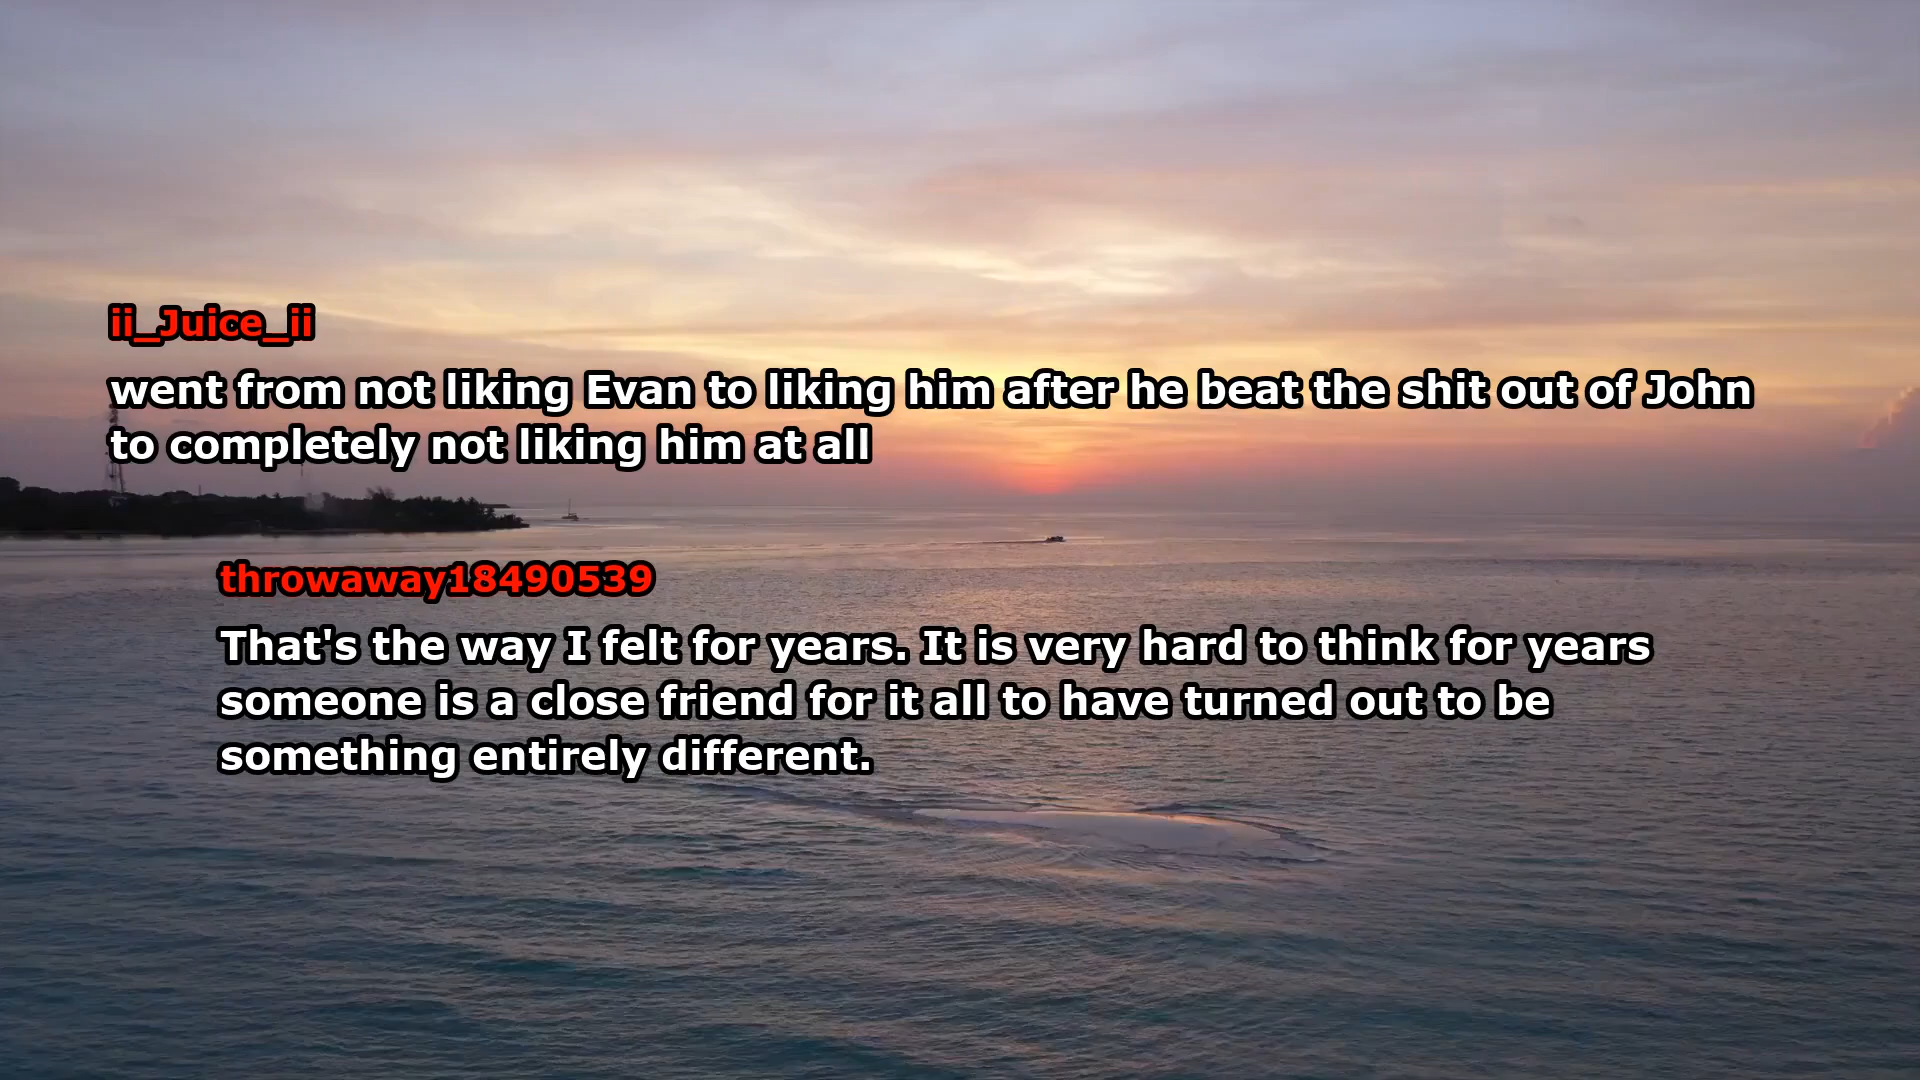 ii_Juice_ii
went from not liking Evan to liking him after he beat the shit out of John
to completely not liking him at all
throwaway18490539
That's the way I felt for years. It is very hard to think for years
someone is a close friend for it all to have turned out to be
something entirely different.